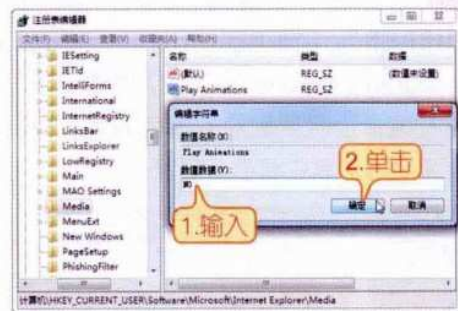 注册表编辑器
文件(F) 编辑(E) 查看(V) 收藏夹(A) 帮助(H)
IESetting
IETld
IntelliForms
International
InternetRegistry
LinksBar
LinksExplorer
LowRegistry
Main
MAO Settings
Media
MenuExt
New Windows
PageSetup
PhishingFilter
名称 类型 数据
REG_SZ (数值未设置)
Play Animations REG_SZ
编辑字符串
数值名称(N):
Play Animations
数值数据(V):
NO
1.输入
2.单击
确定 取消
计算机\HKEY_CURRENT_USER\Software\Microsoft\Internet Explorer\Media